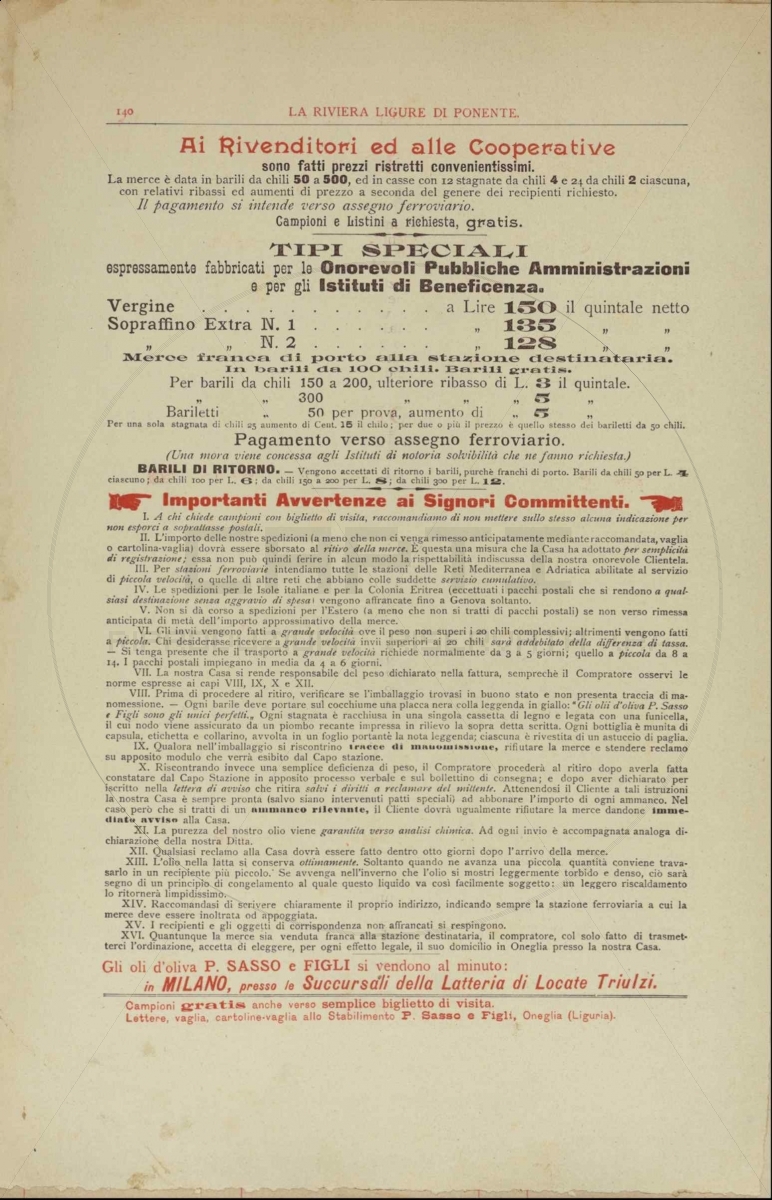 140
LA RIVIERA LIGURE DI PONENTE.
Ai Rivenditori ed alle Cooperative
sono fatti prezzi ristretti convenientissimi.
La merce è data in barili da chili 50 a 500, ed in casse con 12 stagnate da chili 4 e 24 da chili 2 ciascuna,
con relativi ribassi ed aumenti di prezzo a seconda del genere dei recipienti richiesto.
Il pagamento si intende verso assegno ferroviario.
Campioni e Listini a richiesta, gratis.
TIPI SPECIALI
espressamente fabbricati per le Onorevoli Pubbliche Amministrazioni
e per gli Istituti di Beneficenza.
Vergine . . . . . . . . . . . a Lire 150 il quintale netto
Sopraffino Extra N. 1 . . . . . . „ 135 „ „
„ „ N. 2 . . . . . . „ 128 „ „
Merce franca di porto alla stazione destinataria.
In barili da 100 chili. Barili gratis.
Per barili da chili 150 a 200, ulteriore ribasso di L. 3 il quintale.
„ „ 300 „ „ 5 „
Bariletti „ 50 per prova, aumento di „ 5 „
Per una sola stagnata di chili 25 aumento di Cent. 15 il chilo; per due o più il prezzo è quello stesso dei bariletti da 50 chili.
Pagamento verso assegno ferroviario.
(Una mora viene concessa agli Istituti di notoria solvibilità che ne fanno richiesta.)
BARILI DI RITORNO. — Vengono accettati di ritorno i barili, purchè franchi di porto. Barili da chili 50 per L. 4
ciascuno; da chili 100 per L. 6; da chili 150 a 200 per L. 8; da chili 300 per L. 12.
Importanti Avvertenze ai Signori Committenti.
I. A chi chiede campioni con biglietto di visita, raccomandiamo di non mettere sullo stesso alcuna indicazione per
non esporci a soprattasse postali.
II. L'importo delle nostre spedizioni (a meno che non ci venga rimesso anticipatamente mediante raccomandata, vaglia
o cartolina-vaglia) dovrà essere sborsato al ritiro della merce. È questa una misura che la Casa ha adottato per semplicità
di registrazione; essa non può quindi ferire in alcun modo la rispettabilità indiscussa della nostra onorevole Clientela.
III. Per stazioni ferroviarie intendiamo tutte le stazioni delle Reti Mediterranea e Adriatica abilitate al servizio
di piccola velocità, o quelle di altre reti che abbiano colle suddette servizio cumulativo.
IV. Le spedizioni per le Isole italiane e per la Colonia Eritrea (eccettuati i pacchi postali che si rendono a qual-
siasi destinazione senza aggravio di spesa) vengono affrancate fino a Genova soltanto.
V. Non si dà corso a spedizioni per l'Estero (a meno che non si tratti di pacchi postali) se non verso rimessa
anticipata di metà dell'importo approssimativo della merce.
VI. Gli invii vengono fatti a grande velocità ove il peso non superi i 20 chili complessivi; altrimenti vengono fatti
a piccola. Chi desiderasse ricevere a grande velocità invii superiori ai 20 chili sarà addebitato della differenza di tassa.
— Si tenga presente che il trasporto a grande velocità richiede normalmente da 3 a 5 giorni; quello a piccola da 8 a
14. I pacchi postali impiegano in media da 4 a 6 giorni.
VII. La nostra Casa si rende responsabile del peso dichiarato nella fattura, semprechè il Compratore osservi le
norme espresse ai capi VIII, IX, X e XII.
VIII. Prima di procedere al ritiro, verificare se l'imballaggio trovasi in buono stato e non presenta traccia di ma-
nomessione. — Ogni barile deve portare sul cocchiume una placca nera colla leggenda in giallo: "Gli olii d'oliva P. Sasso
e Figli sono gli unici perfetti.„ Ogni stagnata è racchiusa in una singola cassetta di legno e legata con una funicella,
il cui nodo viene assicurato da un piombo recante impressa in rilievo la sopra detta scritta. Ogni bottiglia è munita di
capsula, etichetta e collarino, avvolta in un foglio portante la nota leggenda; ciascuna è rivestita di un astuccio di paglia.
IX. Qualora nell'imballaggio si riscontrino tracce di manomissione, rifiutare la merce e stendere reclamo
su apposito modulo che verrà esibito dal Capo stazione.
X. Riscontrando invece una semplice deficienza di peso, il Compratore procederà al ritiro dopo averla fatta
constatare dal Capo Stazione in apposito processo verbale e sul bollettino di consegna; e dopo aver dichiarato per
iscritto nella lettera di avviso che ritira salvi i diritti a reclamare del mittente. Attenendosi il Cliente a tali istruzioni
la nostra Casa è sempre pronta (salvo siano intervenuti patti speciali) ad abbonare l'importo di ogni ammanco. Nel
caso però che si tratti di un ammanco rilevante, il Cliente dovrà ugualmente rifiutare la merce dandone imme-
diato avviso alla Casa.
XI. La purezza del nostro olio viene garantita verso analisi chimica. Ad ogni invio è accompagnata analoga di-
chiarazione della nostra Ditta.
XII. Qualsiasi reclamo alla Casa dovrà essere fatto dentro otto giorni dopo l'arrivo della merce.
XIII. L'olio nella latta si conserva ottimamente. Soltanto quando ne avanza una piccola quantità conviene trava-
sarlo in un recipiente più piccolo. Se avvenga nell'inverno che l'olio si mostri leggermente torbido e denso, ciò sarà
segno di un principio di congelamento al quale questo liquido va così facilmente soggetto: un leggero riscaldamento
lo ritornerà limpidissimo.
XIV. Raccomandasi di scrivere chiaramente il proprio indirizzo, indicando sempre la stazione ferroviaria a cui la
merce deve essere inoltrata od appoggiata.
XV. I recipienti e gli oggetti di corrispondenza non affrancati si respingono.
XVI. Quantunque la merce sia venduta franca alla stazione destinataria, il compratore, col solo fatto di trasmet-
terci l'ordinazione, accetta di eleggere, per ogni effetto legale, il suo domicilio in Oneglia presso la nostra Casa.
Gli oli d'oliva P. SASSO e FIGLI si vendono al minuto:
in MILANO, presso le Succursali della Latteria di Locate Triulzi.
Campioni gratis anche verso semplice biglietto di visita.
Lettere, vaglia, cartoline-vaglia allo Stabilimento P. Sasso e Figli, Oneglia (Liguria).